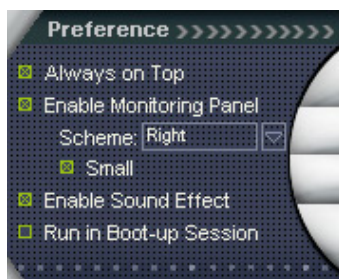 Preference >>>>>>>>>>>
Always on Top
Enable Monitoring Panel
Scheme: Right
Small
Enable Sound Effect
Run in Boot-up Session